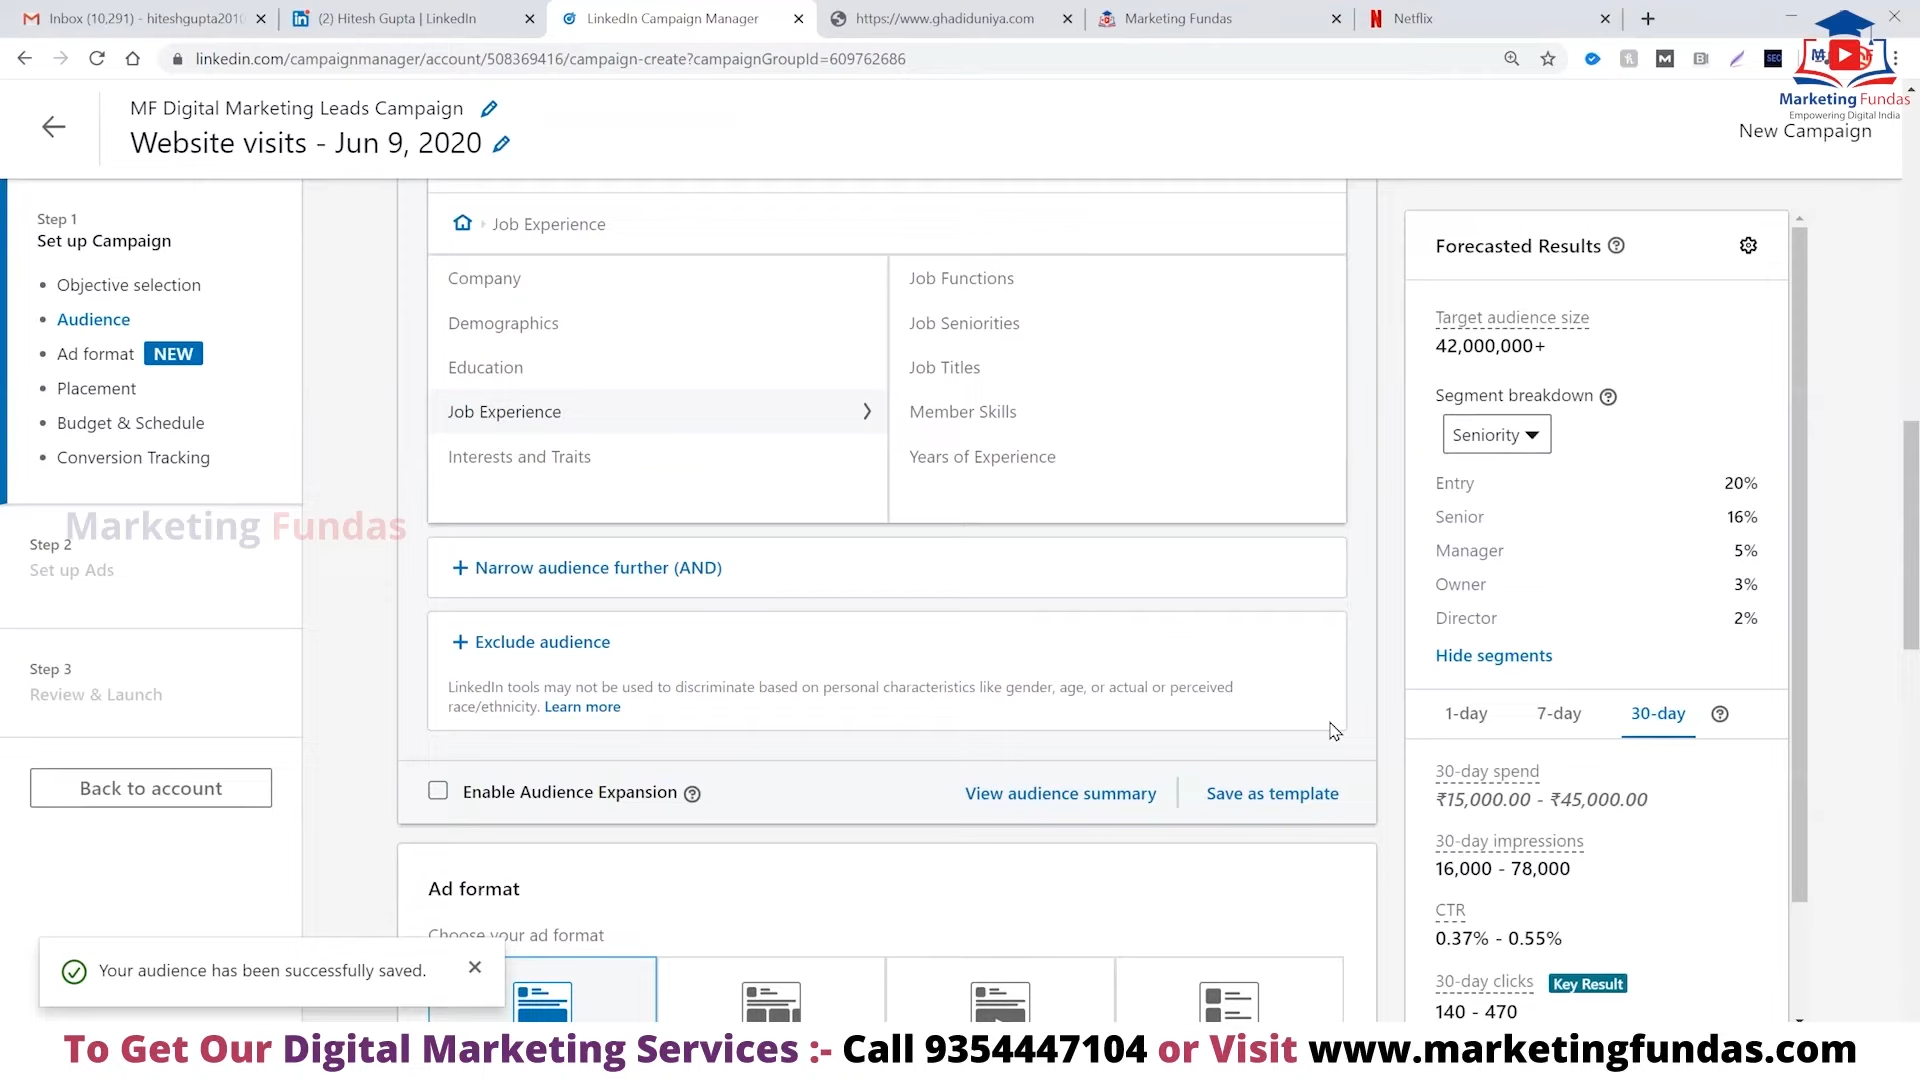 Inbox (10,291) - hiteshgupta201
(2) Hitesh Gupta | LinkedIn
LinkedIn Campaign Manager
https://www.ghadiduniya.com
Marketing Fundas
Netflix
linkedin.com/campaignmanager/account/508369416/campaign-create?campaignGroupId=609762686
Marketing Fundas
Empowering Digital India
MF Digital Marketing Leads Campaign
Website visits - Jun 9, 2020
New Campaign
Step 1
Set up Campaign
Objective selection
Audience
Ad format NEW
Placement
Budget & Schedule
Conversion Tracking
Marketing Fundas
Step 2
Set up Ads
Step 3
Review & Launch
Back to account
Job Experience
Company
Demographics
Education
Job Experience
Interests and Traits
Job Functions
Job Seniorities
Job Titles
Member Skills
Years of Experience
+ Narrow audience further (AND)
+ Exclude audience
LinkedIn tools may not be used to discriminate based on personal characteristics like gender, age, or actual or perceived
race/ethnicity. Learn more
Enable Audience Expansion
View audience summary
Save as template
Ad format
Choose your ad format
Your audience has been successfully saved.
Forecasted Results
Target audience size
42,000,000+
Segment breakdown
Seniority
Entry 20%
Senior 16%
Manager 5%
Owner 3%
Director 2%
Hide segments
1-day 7-day 30-day
30-day spend
₹15,000.00 - ₹45,000.00
30-day impressions
16,000 - 78,000
CTR
0.37% - 0.55%
30-day clicks Key Result
140 - 470
To Get Our Digital Marketing Services :- Call 9354447104 or Visit www.marketingfundas.com